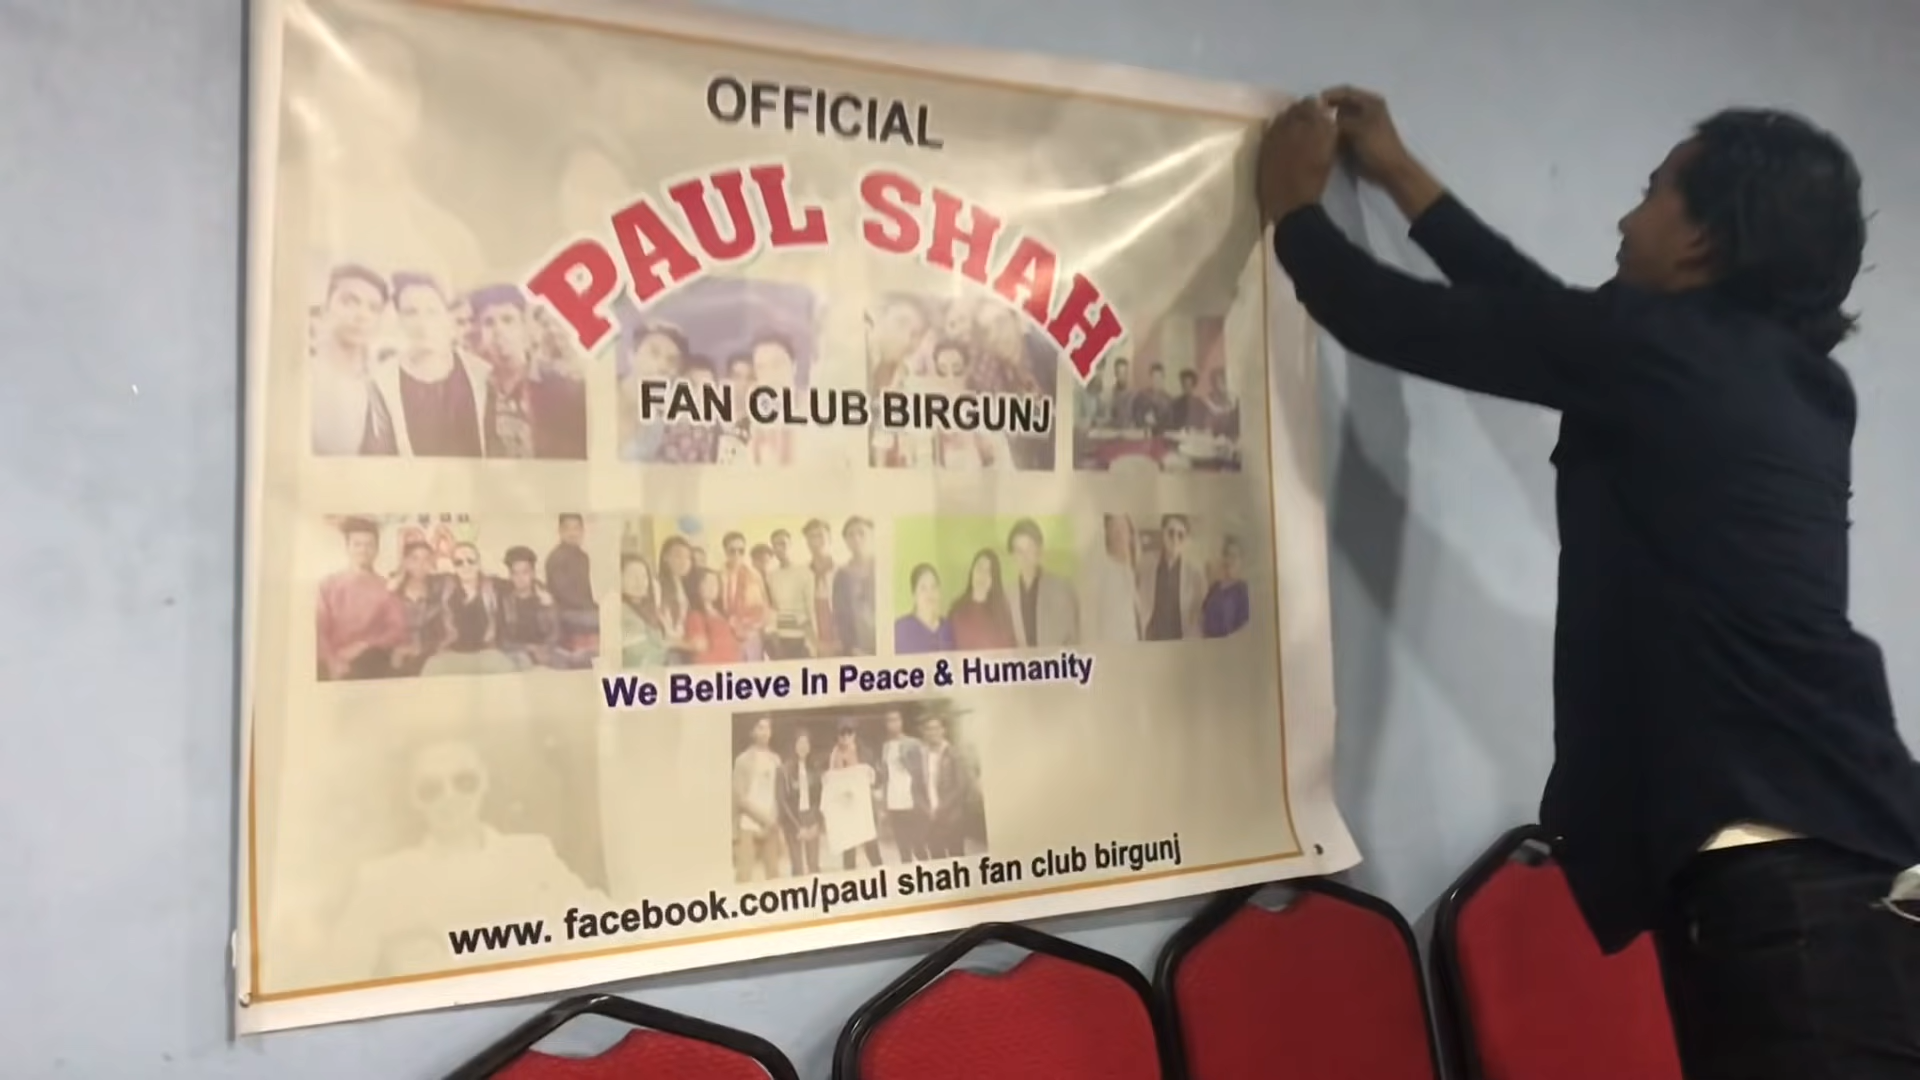 OFFICIAL
PAUL SHAH
FAN CLUB BIRGUNJ
We Believe In Peace & Humanity
www. facebook.com/paul shah fan club birgunj